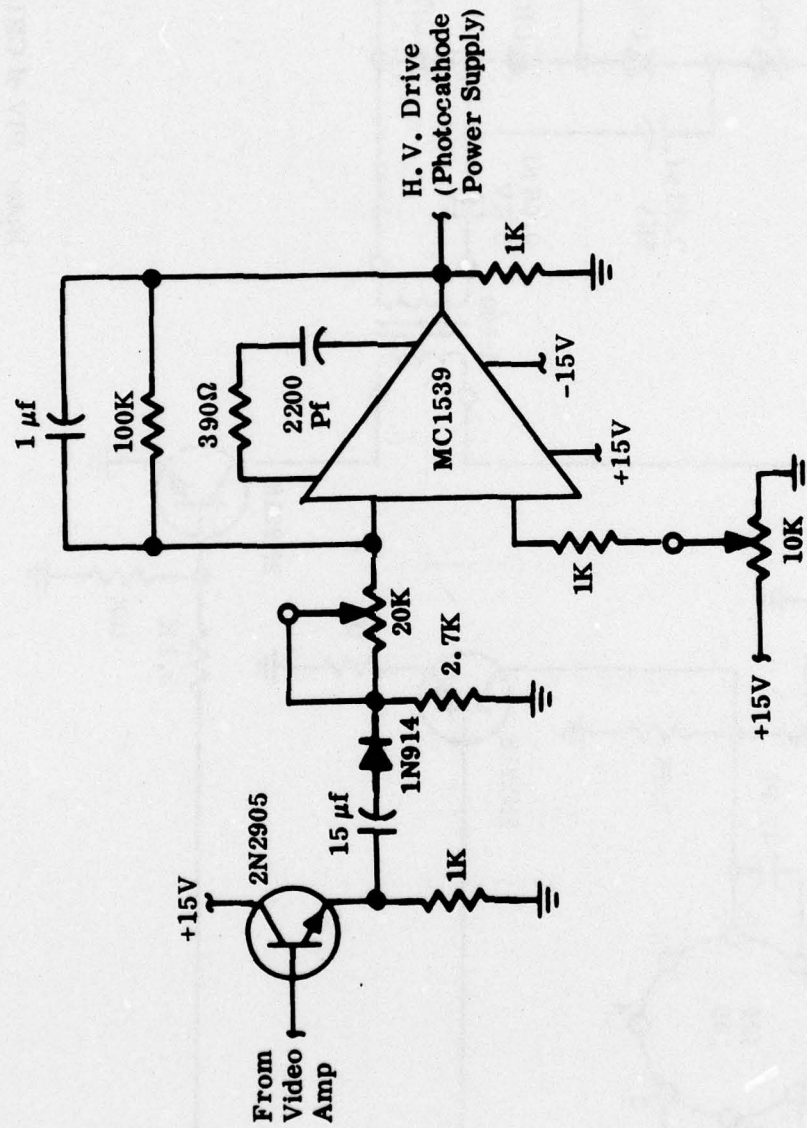 1 μf
100K
390Ω
2200
Pf
H.V. Drive
(Photocathode
Power Supply)
MC1539
1K
-15V
+15V
20K
2.7K
1N914
15 μf
2N2905
+15V
1K
From
Video
Amp
1K
10K
+15V